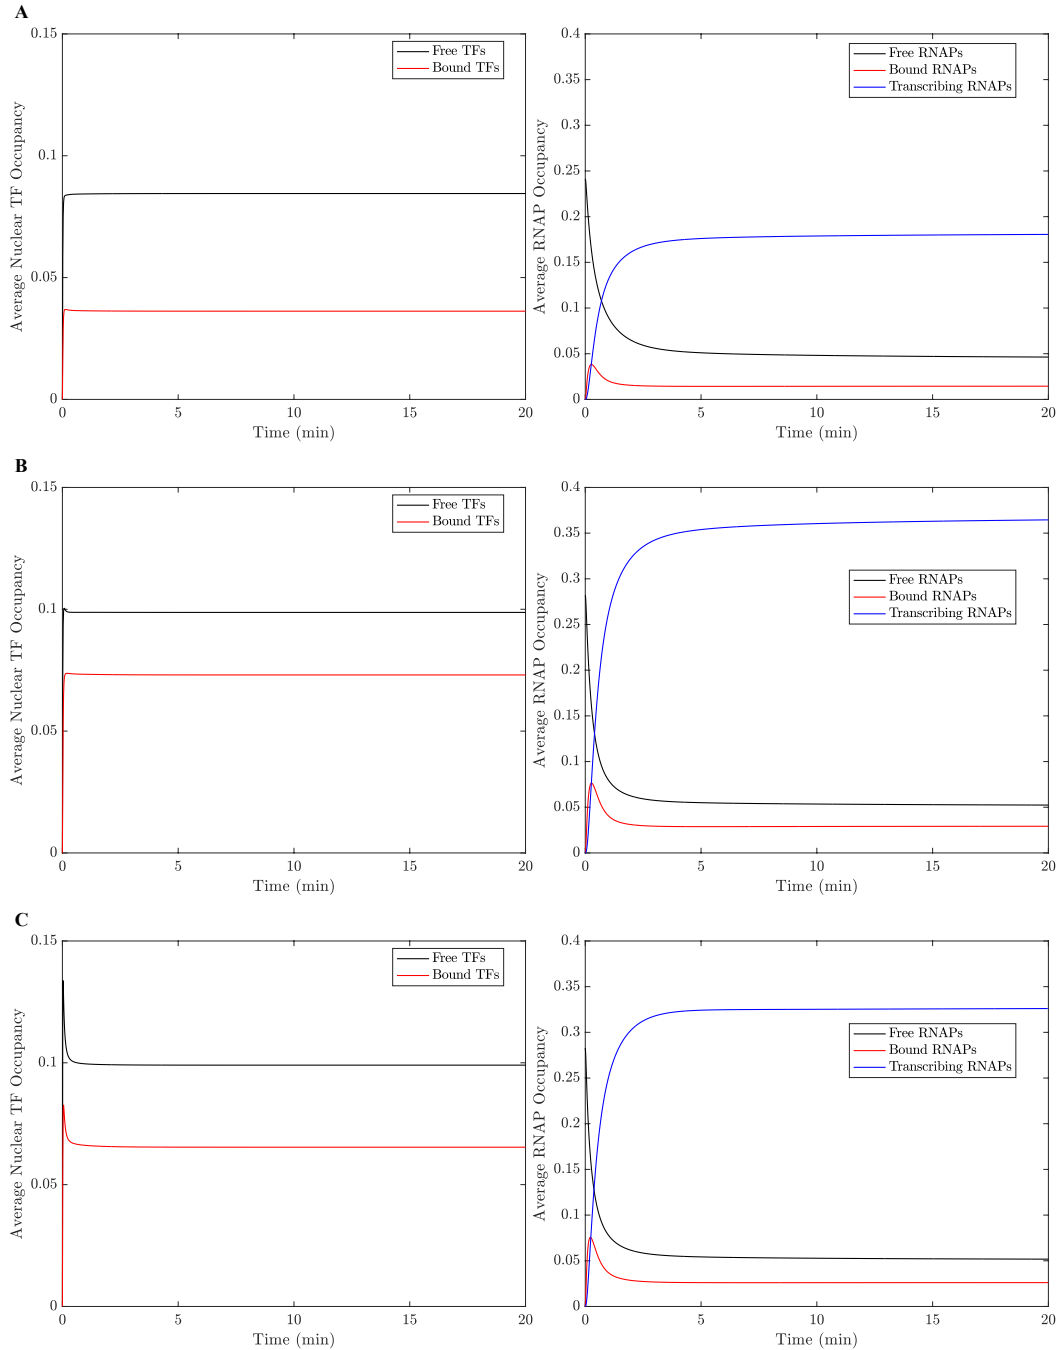 A
0.15
0.1
0.05
0
0 5 10 15 20
Average Nuclear TF Occupancy
Time (min)
Free TFs
Bound TFs
0.4
0.35
0.3
0.25
0.2
0.15
0.1
0.05
0
0 5 10 15 20
Average RNAP Occupancy
Time (min)
Free RNAPs
Bound RNAPs
Transcribing RNAPs
B
0.15
0.1
0.05
0
0 5 10 15 20
Average Nuclear TF Occupancy
Time (min)
Free TFs
Bound TFs
0.4
0.35
0.3
0.25
0.2
0.15
0.1
0.05
0
0 5 10 15 20
Average RNAP Occupancy
Time (min)
Free RNAPs
Bound RNAPs
Transcribing RNAPs
C
0.15
0.1
0.05
0
0 5 10 15 20
Average Nuclear TF Occupancy
Time (min)
Free TFs
Bound TFs
0.4
0.35
0.3
0.25
0.2
0.15
0.1
0.05
0
0 5 10 15 20
Average RNAP Occupancy
Time (min)
Free RNAPs
Bound RNAPs
Transcribing RNAPs